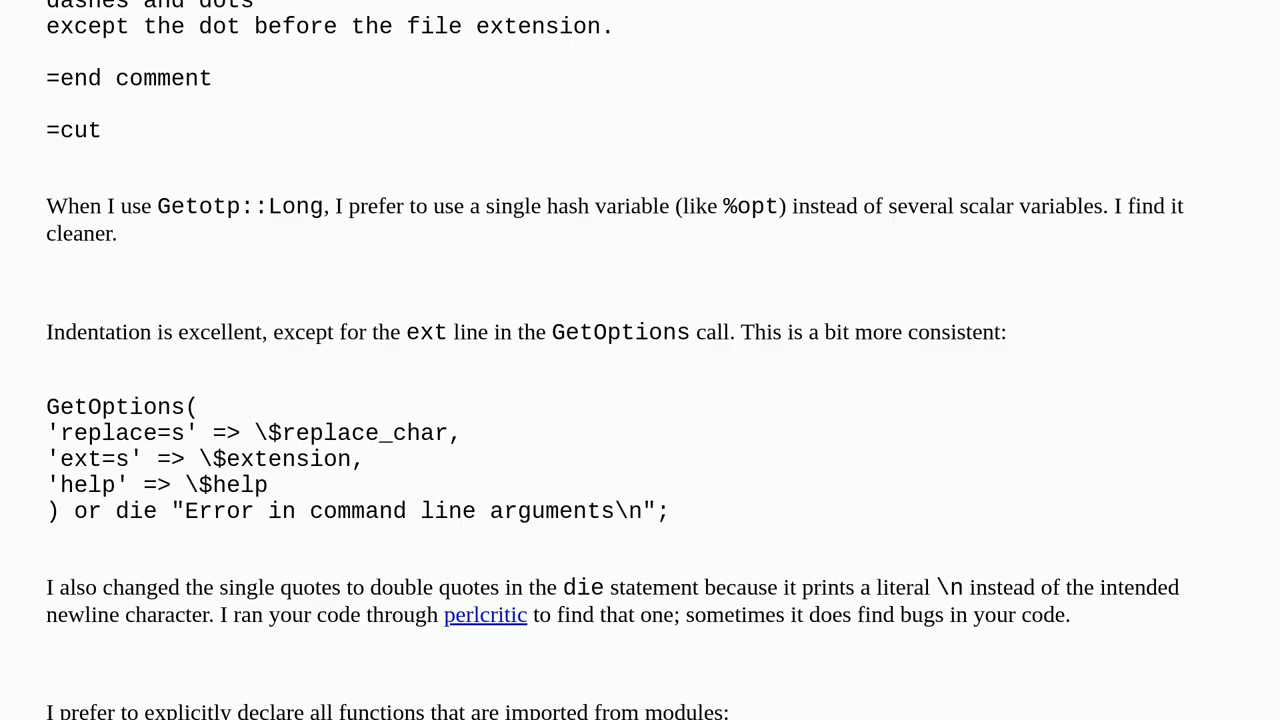 dashes and dots
except the dot before the file extension.
=end comment
=cut
When I use Getotp::Long, I prefer to use a single hash variable (like %opt) instead of several scalar variables. I find it
cleaner.
Indentation is excellent, except for the ext line in the GetOptions call. This is a bit more consistent:
GetOptions(
'replace=s' => \$replace_char,
'ext=s' => \$extension,
'help' => \$help
) or die "Error in command line arguments\n";
I also changed the single quotes to double quotes in the die statement because it prints a literal \n instead of the intended
newline character. I ran your code through perlcritic to find that one; sometimes it does find bugs in your code.
I prefer to explicitly declare all functions that are imported from modules: